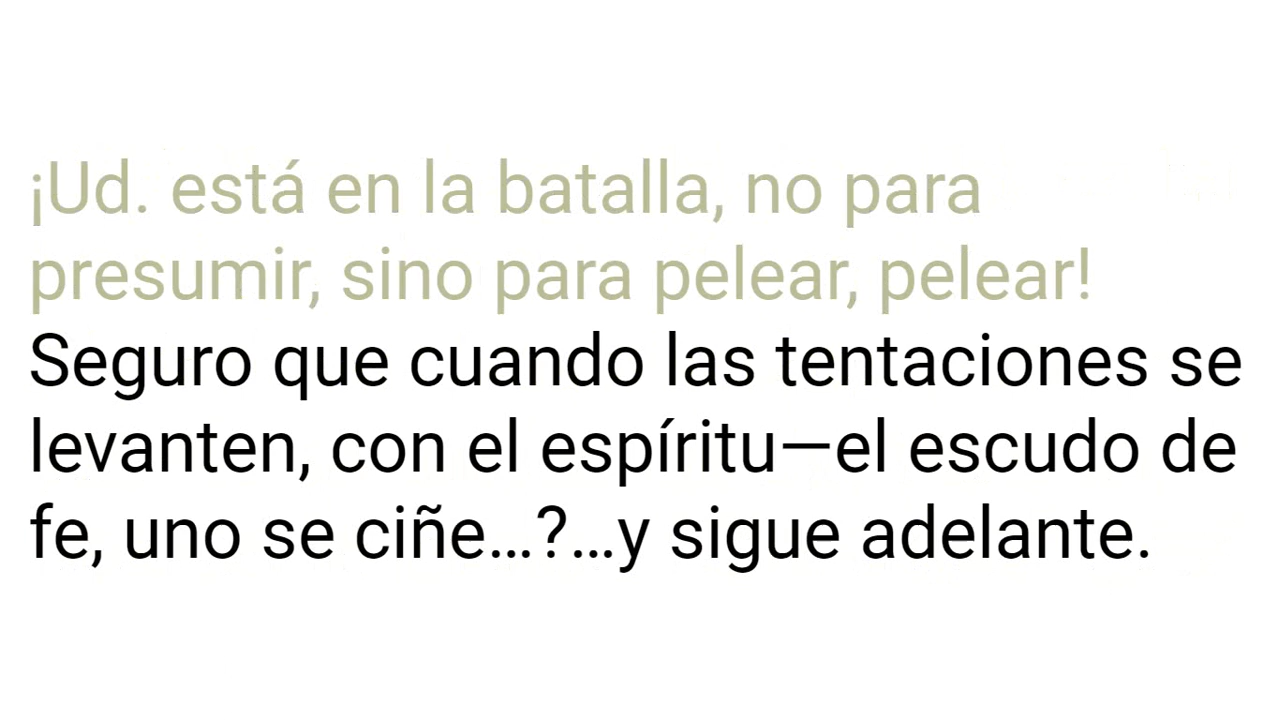 ¡Ud. está en la batalla, no para
presumir, sino para pelear, pelear!
Seguro que cuando las tentaciones se
levanten, con el espíritu—el escudo de
fe, uno se ciñe...?...y sigue adelante.